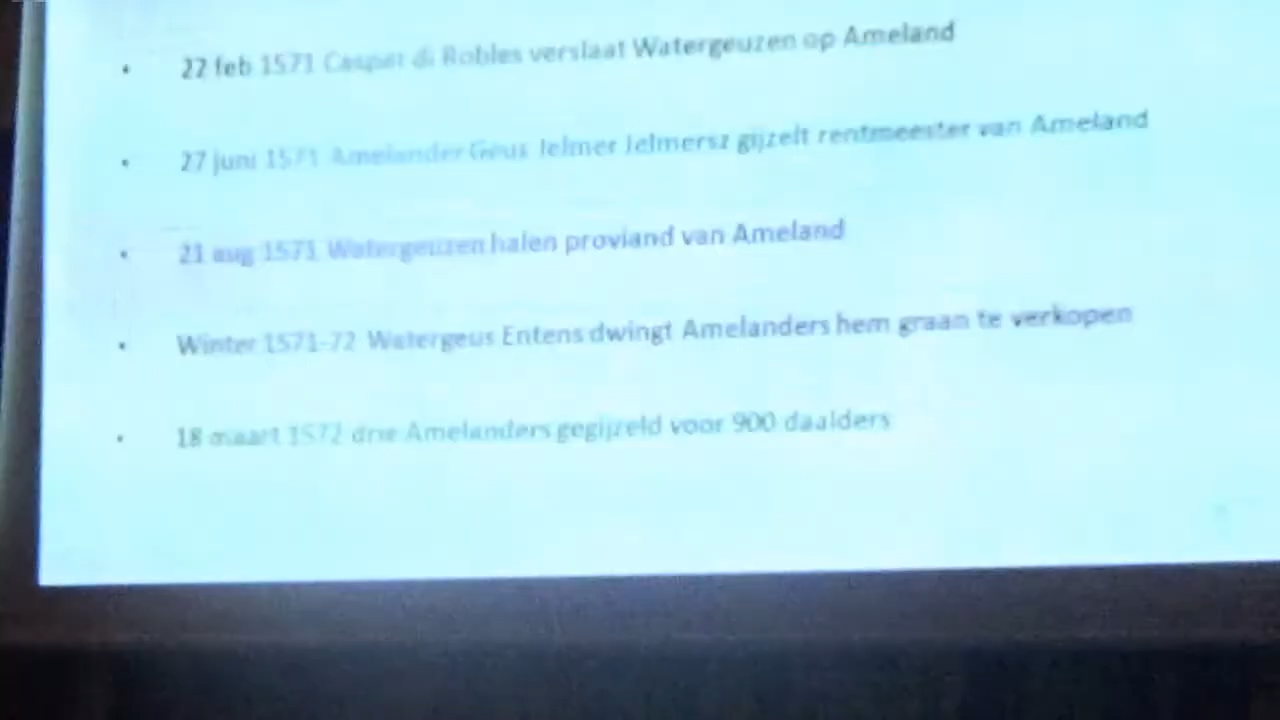 • 22 feb 1571 Casper di Robles verslaat Watergeuzen op Ameland
• 27 juni 1571 Amelander Geus Jelmer Jelmersz gijzelt rentmeester van Ameland
• 21 aug 1571 Watergeuzen halen proviand van Ameland
• Winter 1571-72 Watergeus Entens dwingt Amelanders hem graan te verkopen
• 18 maart 1572 drie Amelanders gegijzeld voor 900 daalders